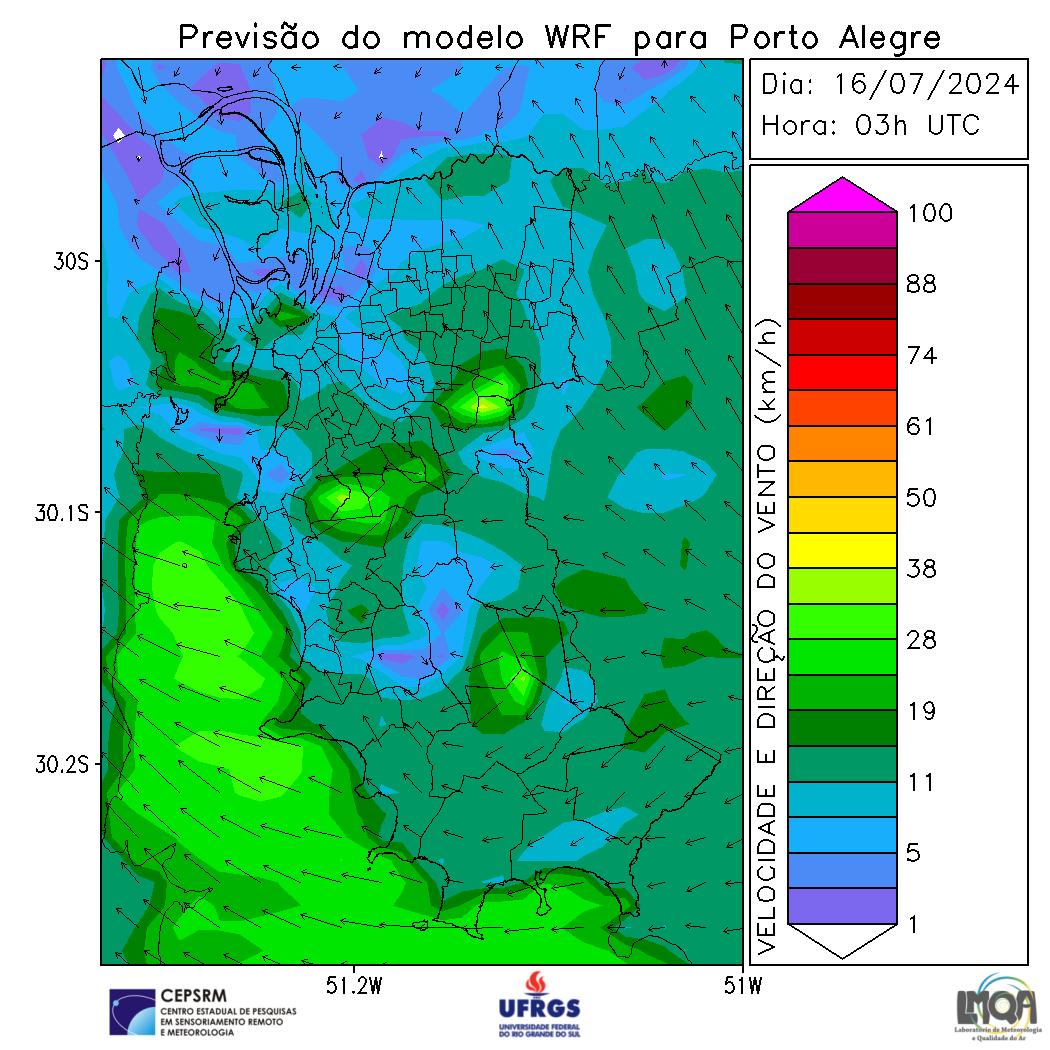 Previsão do modelo WRF para Porto Alegre
Dia: 16/07/2024
Hora: 03h UTC
30S
30.1S
30.2S
51.2W
51W
VELOCIDADE E DIREÇÃO DO VENTO (km/h)
100
88
74
61
50
38
28
19
11
5
1
CEPSRM
CENTRO ESTADUAL DE PESQUISAS
EM SENSORIAMENTO REMOTO
E METEOROLOGIA
UFRGS
UNIVERSIDADE FEDERAL
DO RIO GRANDE DO SUL
LMQA
Laboratório de Meteorologia
e Qualidade do Ar